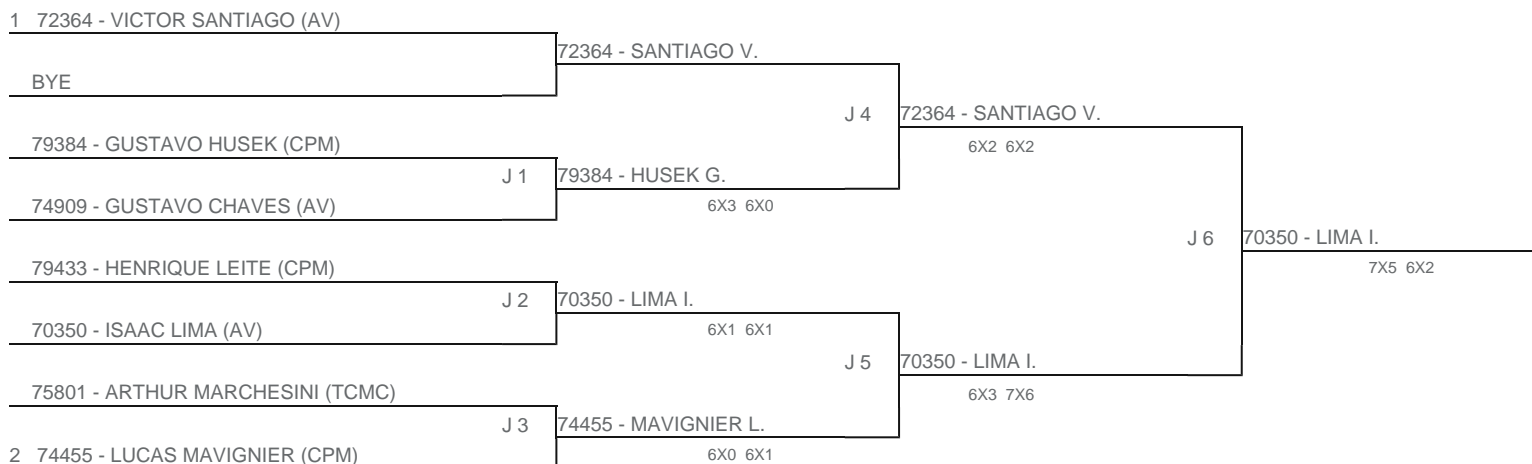 1 72364 - VICTOR SANTIAGO (AV)
72364 - SANTIAGO V.
BYE
J 4
72364 - SANTIAGO V.
6X2 6X2
79384 - GUSTAVO HUSEK (CPM)
J 1
79384 - HUSEK G.
6X3 6X0
74909 - GUSTAVO CHAVES (AV)
J 6
70350 - LIMA I.
7X5 6X2
79433 - HENRIQUE LEITE (CPM)
J 2
70350 - LIMA I.
6X1 6X1
70350 - ISAAC LIMA (AV)
J 5
70350 - LIMA I.
6X3 7X6
75801 - ARTHUR MARCHESINI (TCMC)
J 3
74455 - MAVIGNIER L.
6X0 6X1
2 74455 - LUCAS MAVIGNIER (CPM)